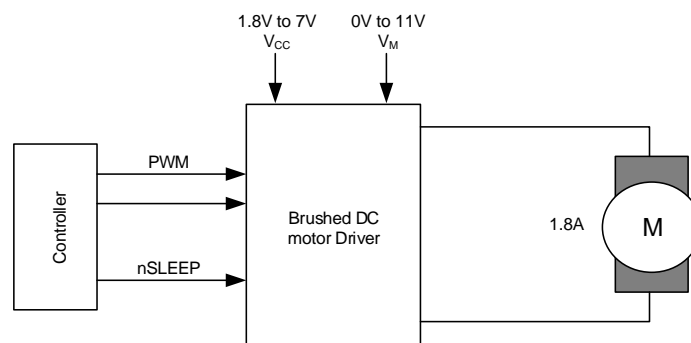 1.8V to 7V
VCC
0V to 11V
VM
Controller
PWM
nSLEEP
Brushed DC
motor Driver
1.8A
M